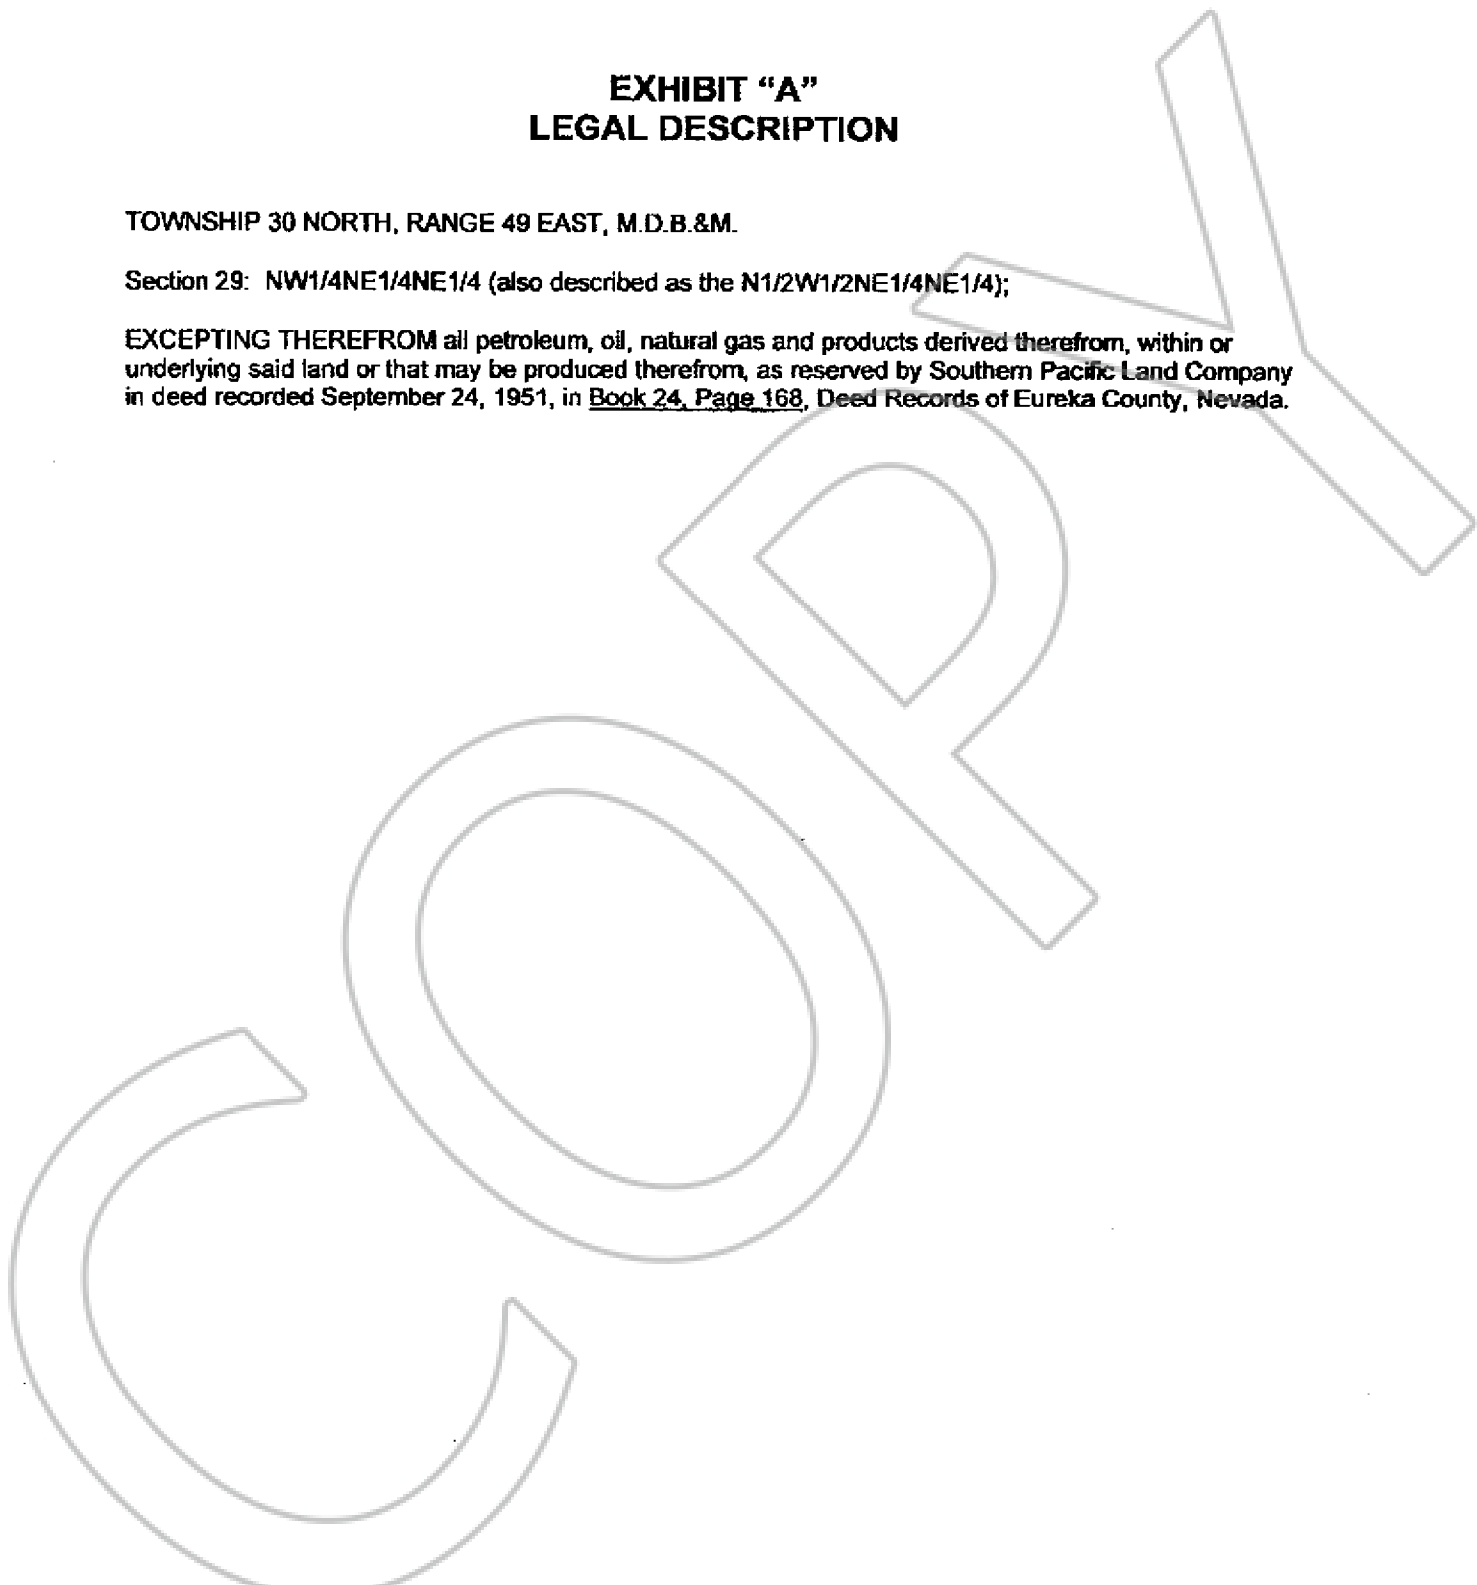 EXHIBIT “A”
LEGAL DESCRIPTION
TOWNSHIP 30 NORTH, RANGE 49 EAST, M.D.B.&M.
Section 29: NW1/4NE1/4NE1/4 (also described as the N1/2W1/2NE1/4NE1/4);
EXCEPTING THEREFROM all petroleum, oil, natural gas and products derived therefrom, within or
underlying said land or that may be produced therefrom, as reserved by Southern Pacific Land Company
in deed recorded September 24, 1951, in Book 24, Page 168, Deed Records of Eureka County, Nevada.
COPY